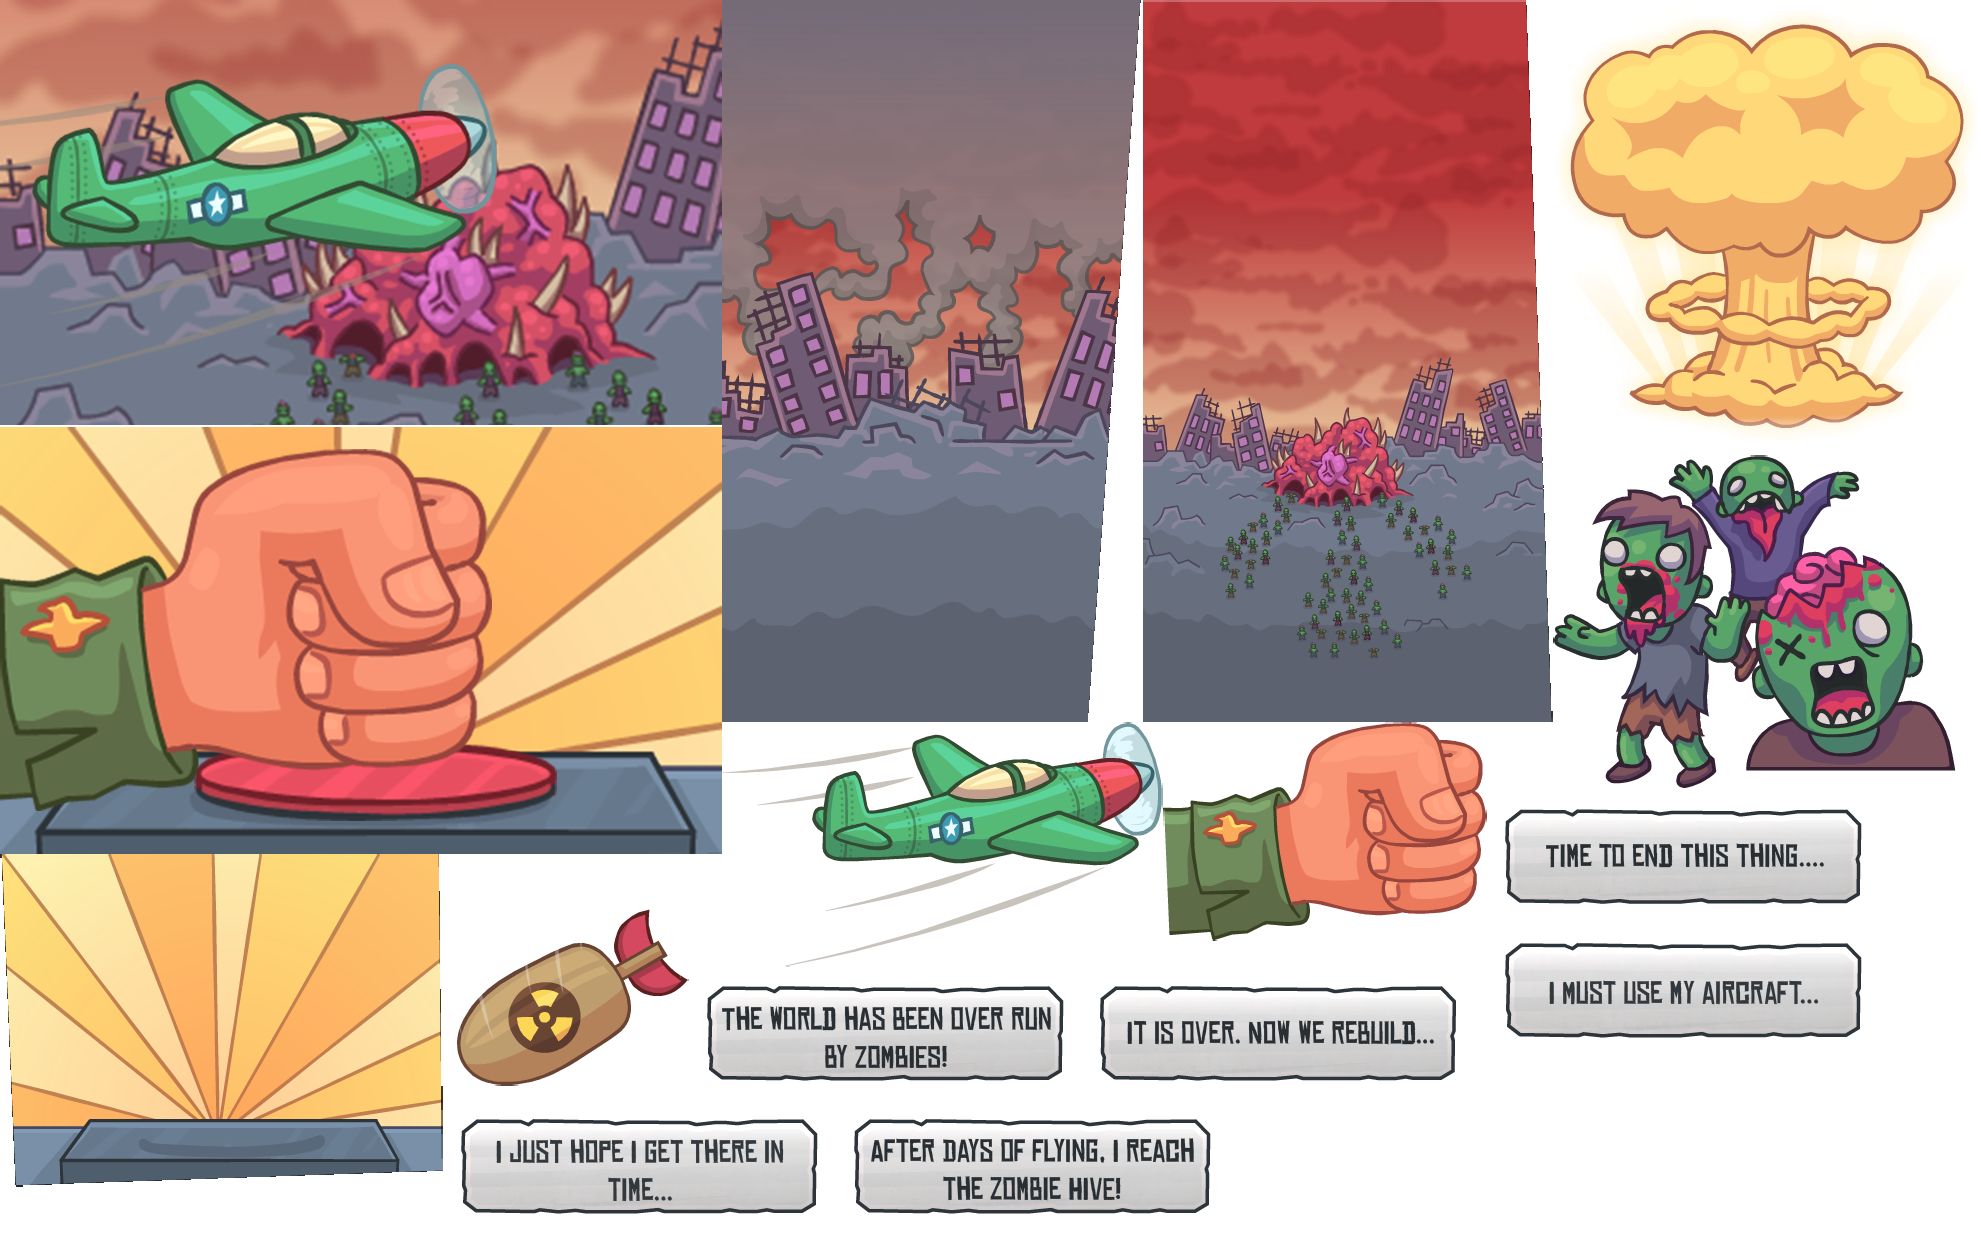 TIME TO END THIS THING....
I MUST USE MY AIRCRAFT...
THE WORLD HAS BEEN OVER RUN
BY ZOMBIES!
IT IS OVER. NOW WE REBUILD...
I JUST HOPE I GET THERE IN
TIME...
AFTER DAYS OF FLYING, I REACH
THE ZOMBIE HIVE!